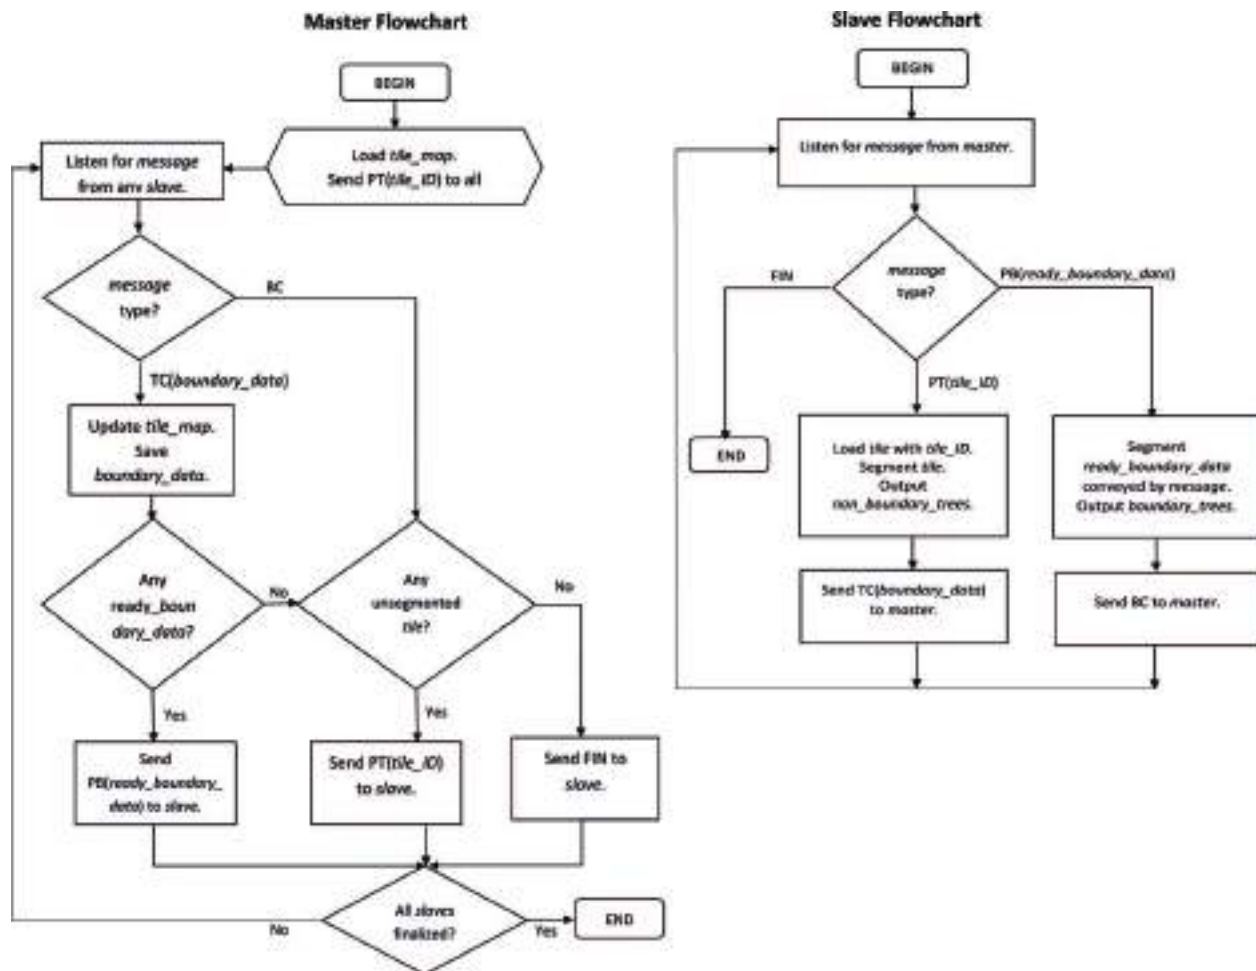 Master Flowchart
BEGIN
Load tile_map.
Send PT(tile_ID) to all
Listen for message
from any slave.
message
type?
BC
TC(boundary_data)
Update tile_map.
Save
boundary_data.
Any
ready_boun
dary_data?
No
Any
unsegmented
tile?
No
Yes
Yes
Send
PB(ready_boundary_
data) to slave.
Send PT(tile_ID)
to slave.
Send FIN to
slave.
All slaves
finalized?
No
Yes
END
Slave Flowchart
BEGIN
Listen for message from master.
message
type?
FIN
PB(ready_boundary_data)
PT(tile_ID)
END
Load tile with tile_ID.
Segment tile.
Output
non_boundary_trees.
Segment
ready_boundary_data
conveyed by message.
Output boundary_trees.
Send TC(boundary_data)
to master.
Send BC to master.